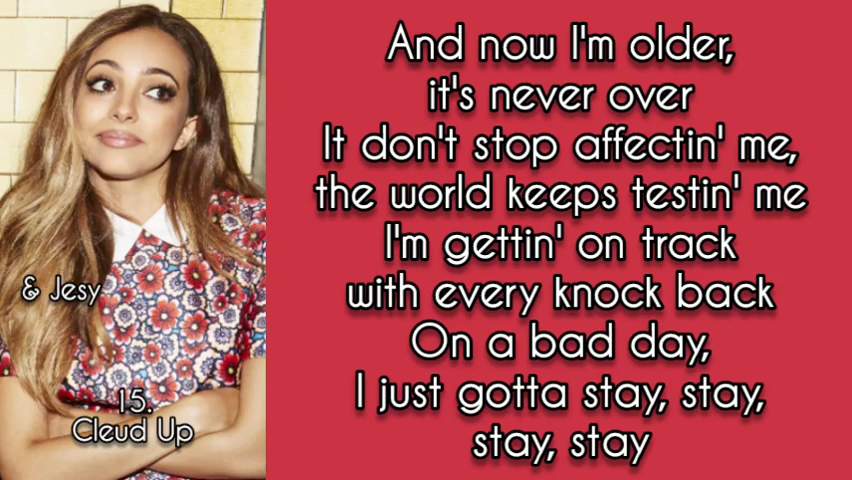 & Jesy
15.
Cleud Up
And now I'm older,
it's never over
It don't stop affectin' me,
the world keeps testin' me
I'm gettin' on track
with every knock back
On a bad day,
I just gotta stay, stay,
stay, stay